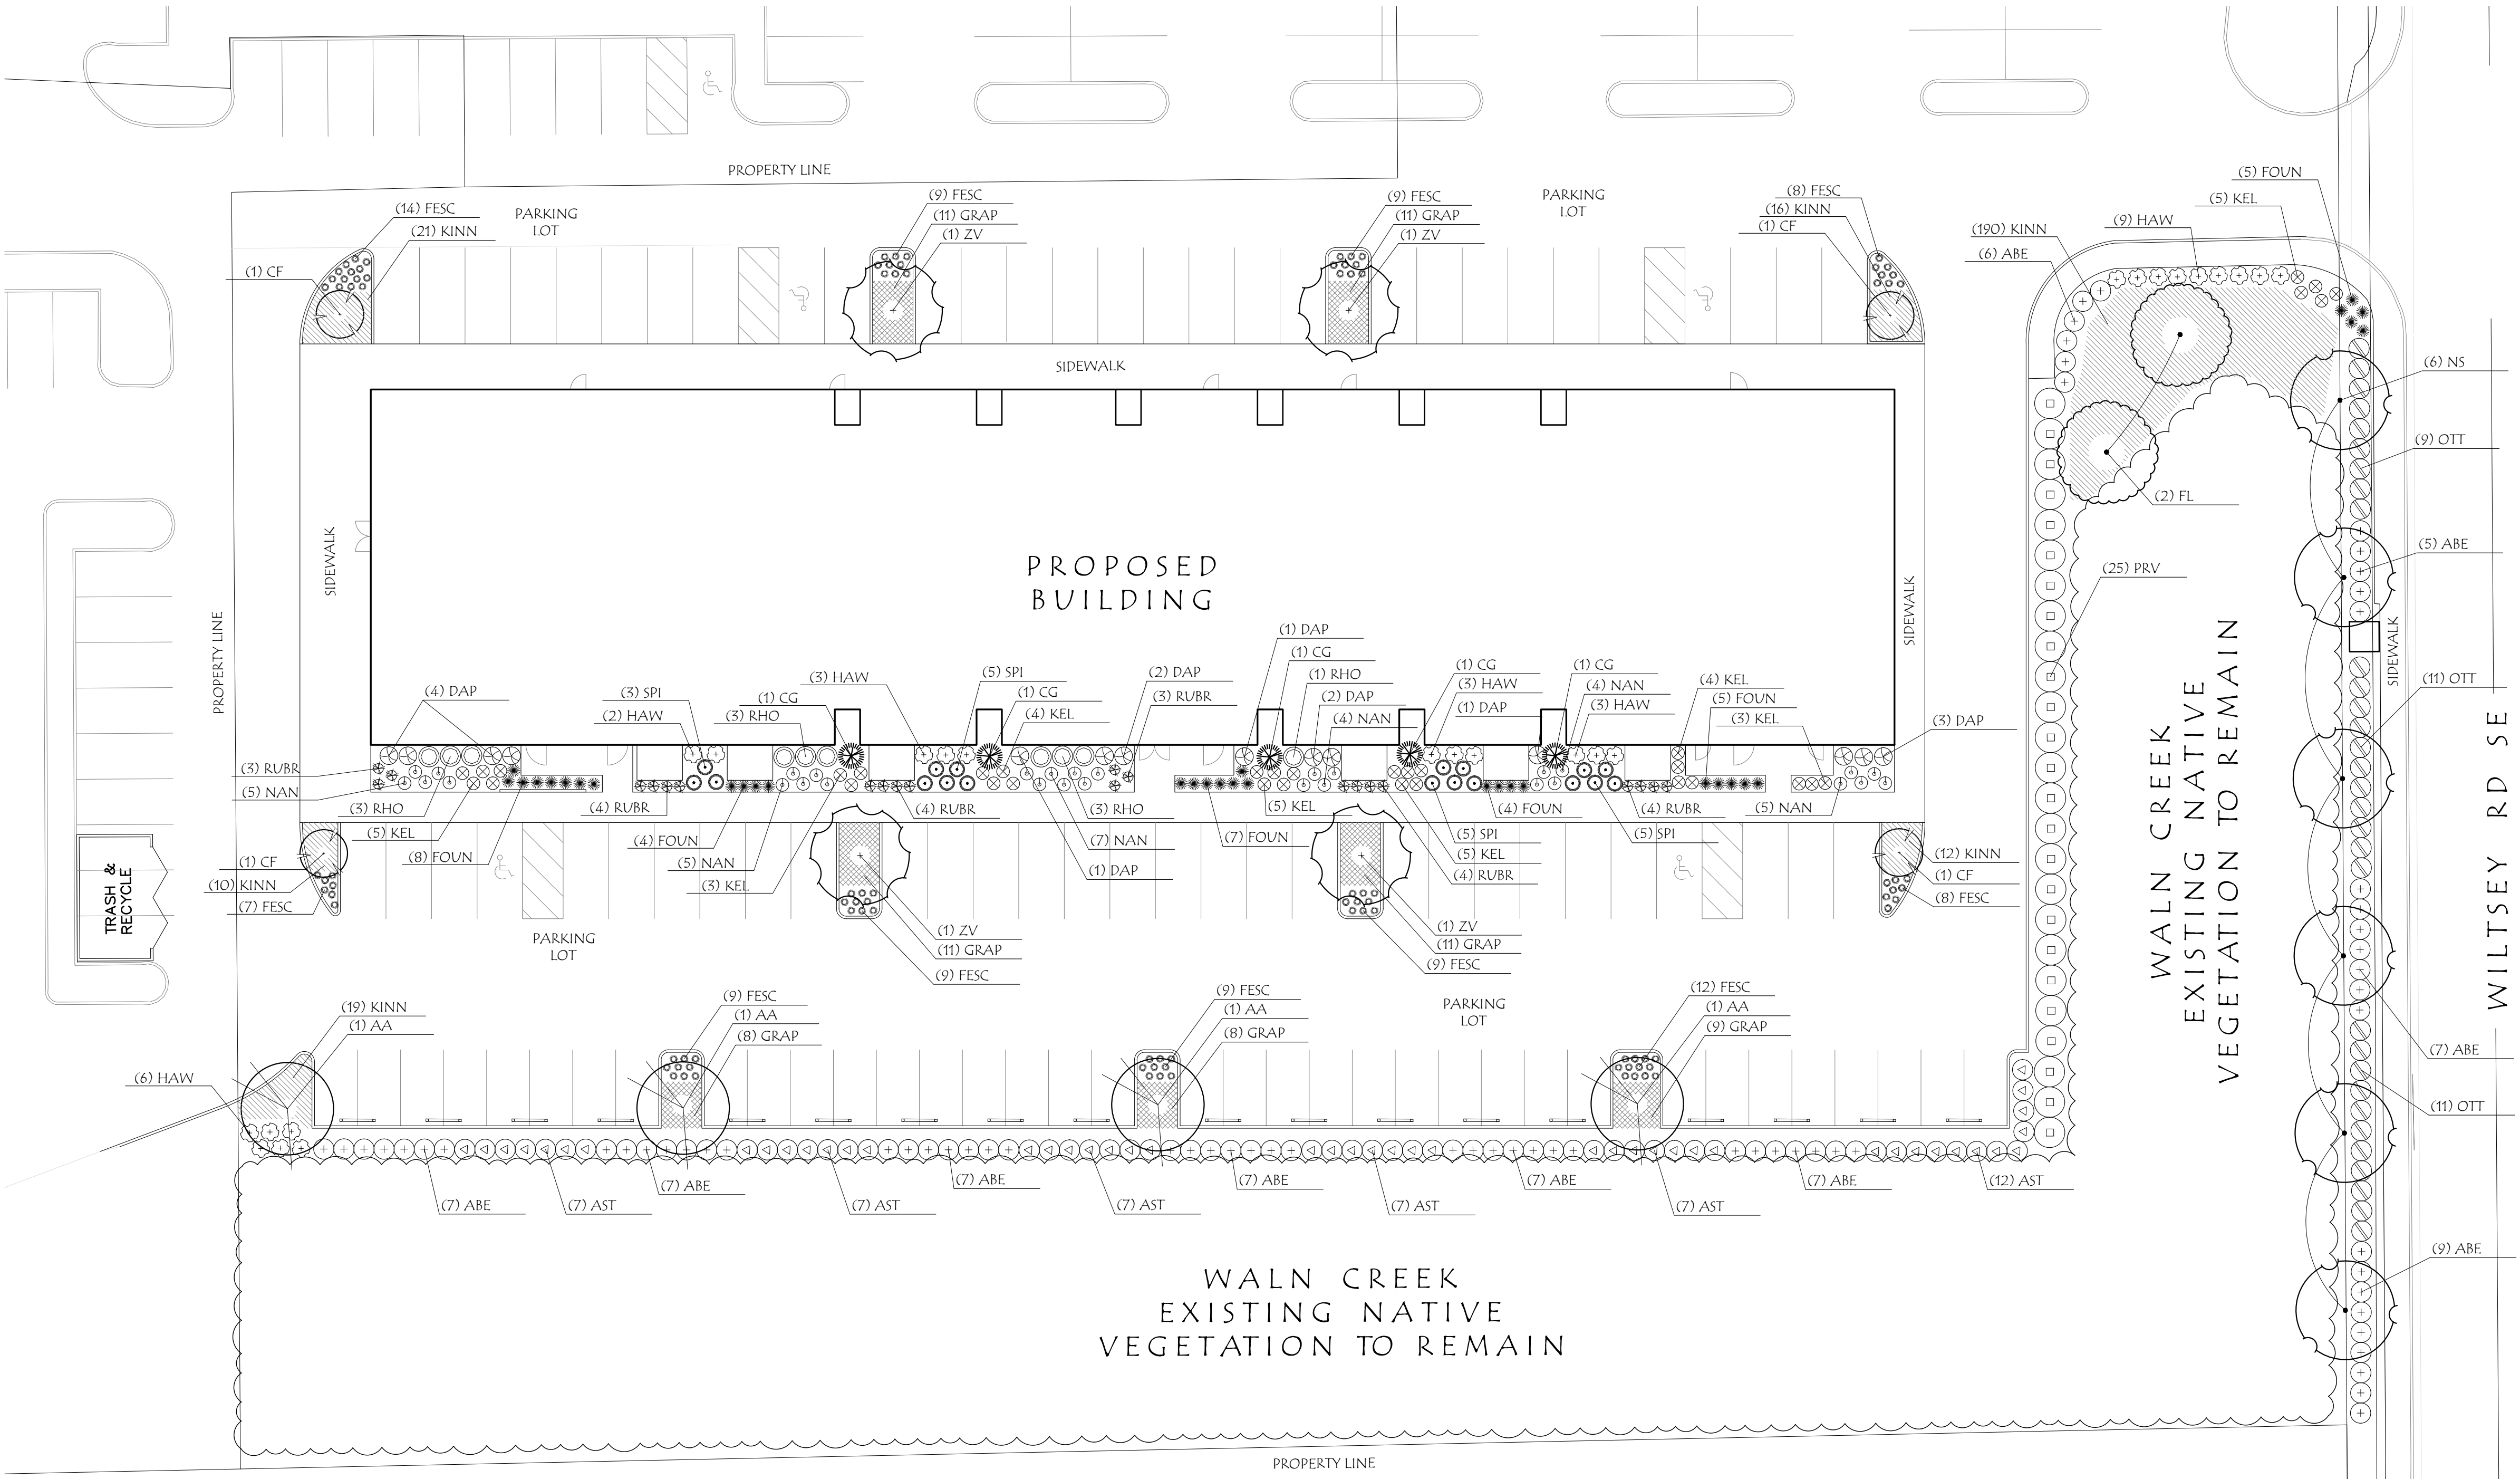 PROPERTY LINE
(5) FOUN
(5) KEL
(9) HAW
(190) KINN
(6) ABE
(14) FESC
(21) KINN
(1) CF
PARKING
LOT
(9) FESC
(11) GRAP
(1) ZV
(9) FESC
(11) GRAP
(1) ZV
PARKING
LOT
(8) FESC
(16) KINN
(1) CF
SIDEWALK
(6) NS
(9) OTT
(2) FL
(5) ABE
(25) PRV
SIDEWALK
PROPERTY LINE
PROPOSED
BUILDING
SIDEWALK
SIDEWALK
(11) OTT
WALN CREEK
EXISTING NATIVE
VEGETATION TO REMAIN
WILTSEY RD SE
(4) DAP
(3) SPI
(2) HAW
(3) HAW
(1) CG
(3) RHO
(5) SPI
(1) CG
(4) KEL
(2) DAP
(3) RUBR
(1) DAP
(1) CG
(1) RHO
(2) DAP
(4) NAN
(1) CG
(3) HAW
(1) DAP
(1) CG
(4) NAN
(3) HAW
(4) KEL
(5) FOUN
(3) KEL
(3) DAP
(3) RUBR
(5) NAN
(3) RHO
(5) KEL
(8) FOUN
(4) RUBR
(4) FOUN
(5) NAN
(3) KEL
(4) RUBR
(3) RHO
(7) NAN
(1) DAP
(7) FOUN
(5) KEL
(4) FOUN
(5) SPI
(5) KEL
(4) RUBR
(4) RUBR
(5) SPI
(5) NAN
(1) CF
(10) KINN
(7) FESC
(12) KINN
(1) CF
(8) FESC
TRASH &
RECYCLE
PARKING
LOT
(1) ZV
(11) GRAP
(9) FESC
(1) ZV
(11) GRAP
(9) FESC
(19) KINN
(1) AA
(9) FESC
(1) AA
(8) GRAP
(9) FESC
(1) AA
(8) GRAP
PARKING
LOT
(12) FESC
(1) AA
(9) GRAP
(6) HAW
(7) ABE
(11) OTT
(7) ABE
(7) AST
(7) ABE
(7) AST
(7) ABE
(7) AST
(7) ABE
(7) AST
(7) ABE
(7) AST
(7) ABE
(12) AST
(9) ABE
WALN CREEK
EXISTING NATIVE
VEGETATION TO REMAIN
PROPERTY LINE